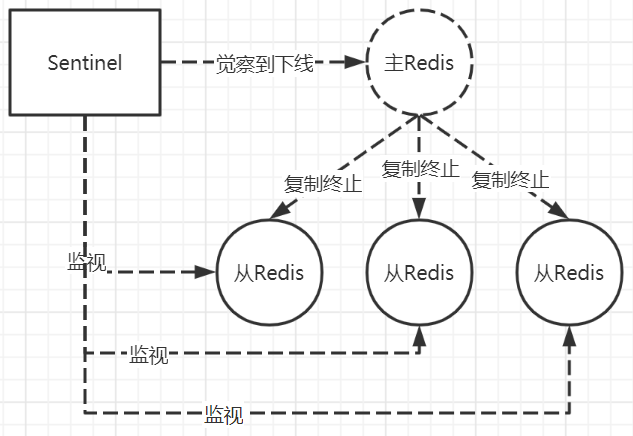 Sentinel
觉察到下线
主Redis
复制终止
复制终止
复制终止
监视
从Redis
从Redis
从Redis
监视
监视